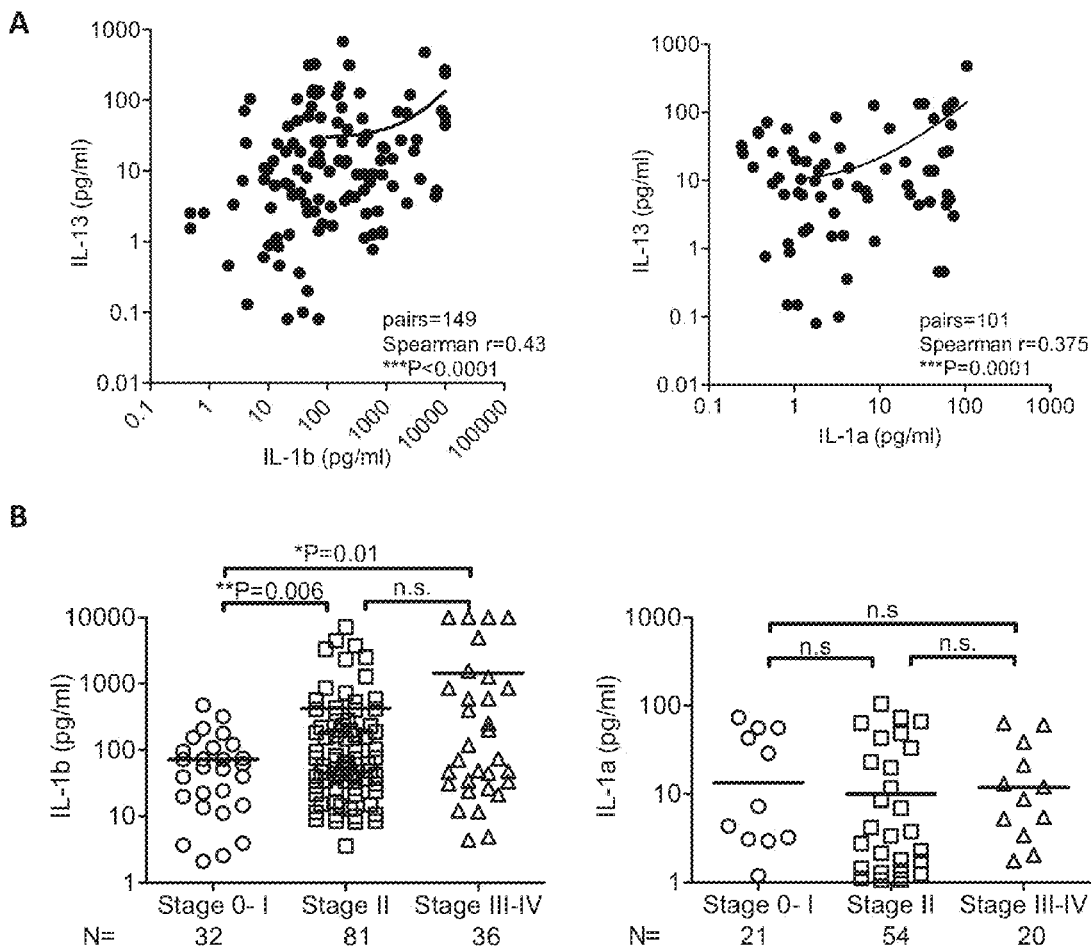 A
IL-13 (pg/ml)
1000
100
10
1
0.1
0.01
pairs=149
Spearman r=0.43
***P<0.0001
0.1
1
10
100
1000
10000
100000
IL-1b (pg/ml)
IL-13 (pg/ml)
1000
100
10
1
0.1
0.01
pairs=101
Spearman r=0.375
***P=0.0001
0.1
1
10
100
1000
IL-1a (pg/ml)
B
*P=0.01
**P=0.006
n.s.
IL-1b (pg/ml)
10000
1000
100
10
1
Stage 0- I
Stage II
Stage III-IV
N=
32
81
36
n.s
n.s
n.s.
IL-1a (pg/ml)
1000
100
10
1
Stage 0- I
Stage II
Stage III-IV
N=
21
54
20